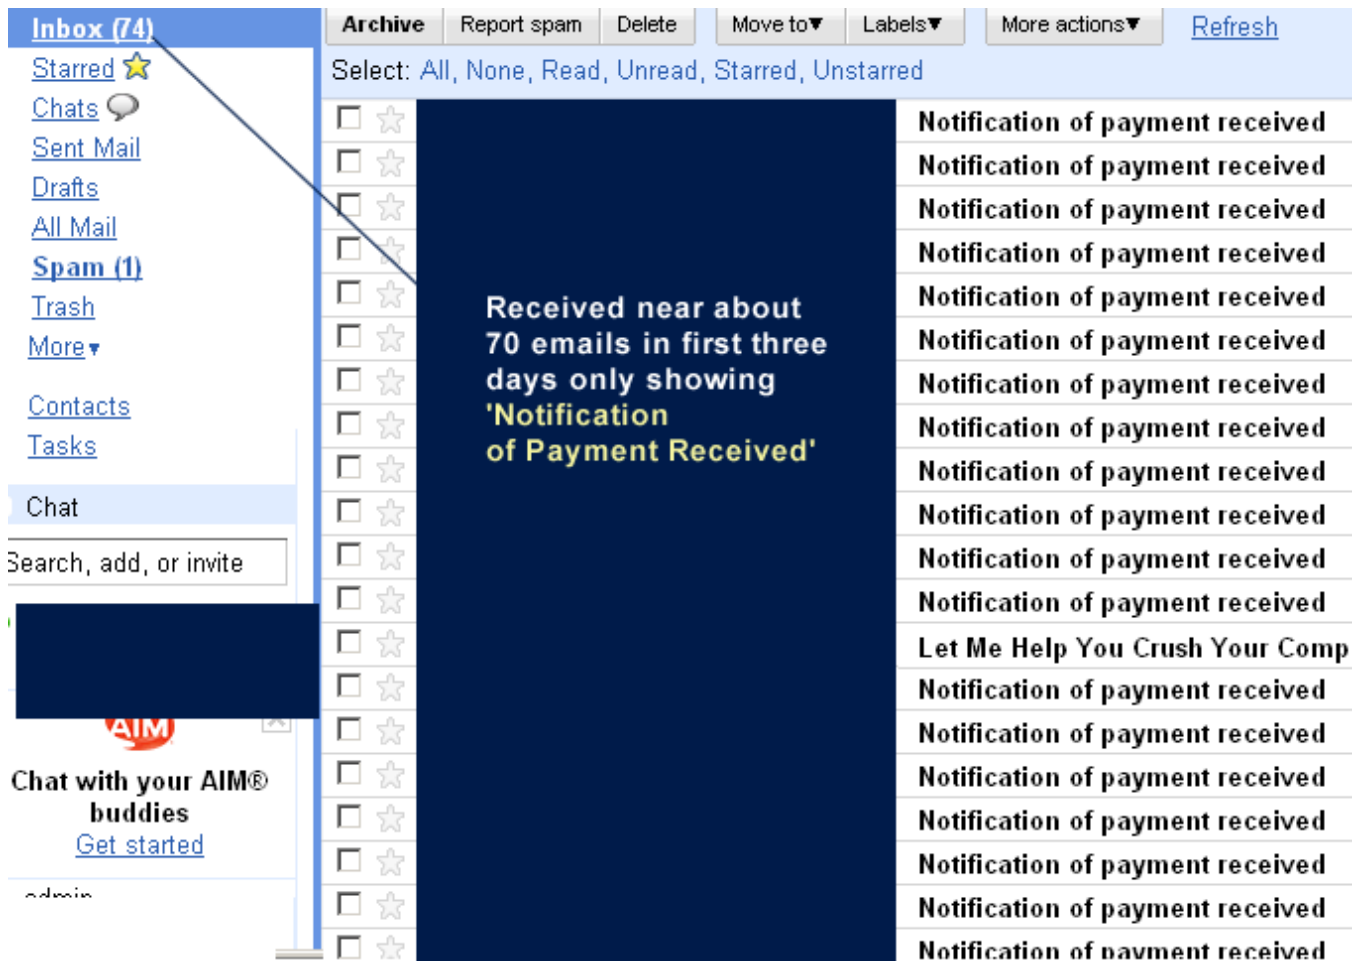 Inbox (74)
Starred
Chats
Sent Mail
Drafts
All Mail
Spam (1)
Trash
More
Contacts
Tasks
Chat
Search, add, or invite
AIM
Chat with your AIM®
buddies
Get started
admin
Archive Report spam Delete Move to Labels More actions Refresh
Select: All, None, Read, Unread, Starred, Unstarred
Received near about
70 emails in first three
days only showing
'Notification
of Payment Received'
Notification of payment received
Notification of payment received
Notification of payment received
Notification of payment received
Notification of payment received
Notification of payment received
Notification of payment received
Notification of payment received
Notification of payment received
Notification of payment received
Notification of payment received
Notification of payment received
Let Me Help You Crush Your Comp
Notification of payment received
Notification of payment received
Notification of payment received
Notification of payment received
Notification of payment received
Notification of payment received
Notification of payment received